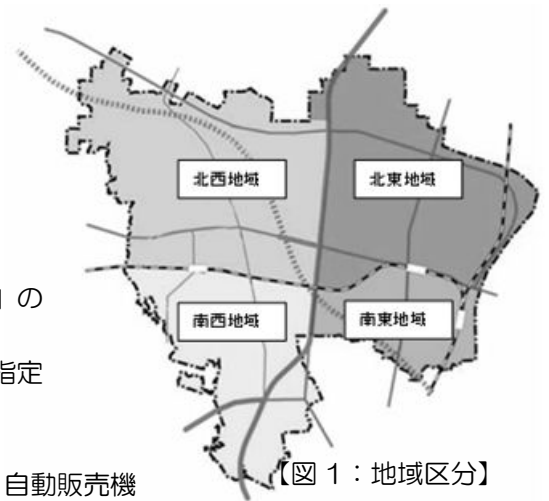 北西地域
北東地域
」の
南西地域
南東地域
指定
自動販売機
【図 1：地域区分】